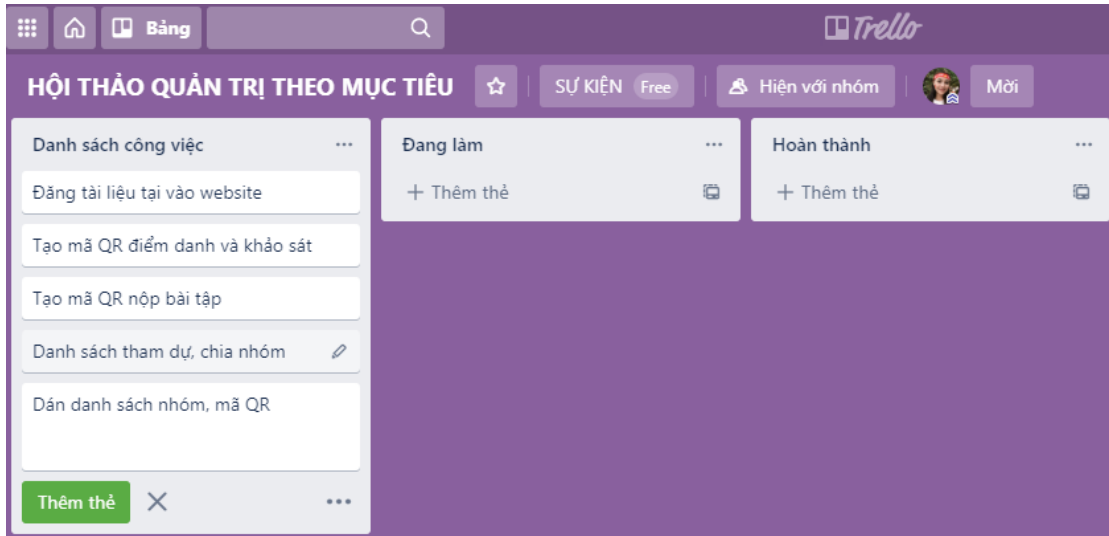 Bảng
Trello
HỘI THẢO QUẢN TRỊ THEO MỤC TIÊU
SỰ KIỆN Free
Hiện với nhóm
Mời
Danh sách công việc
Đăng tài liệu tại vào website
Tạo mã QR điểm danh và khảo sát
Tạo mã QR nộp bài tập
Danh sách tham dự, chia nhóm
Dán danh sách nhóm, mã QR
Thêm thẻ
Đang làm
+ Thêm thẻ
Hoàn thành
+ Thêm thẻ